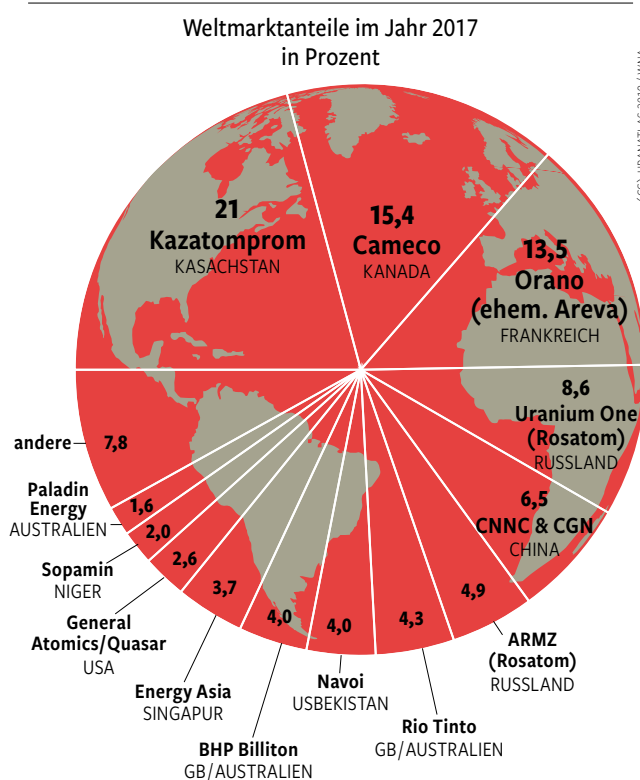 Weltmarktanteile im Jahr 2017
in Prozent
21
Kazatomprom
KASACHSTAN
15,4
Cameco
KANADA
13,5
Orano
(ehem. Areva)
FRANKREICH
8,6
Uranium One
(Rosatom)
RUSSLAND
6,5
CNNC & CGN
CHINA
4,9
ARMZ
(Rosatom)
RUSSLAND
4,3
Rio Tinto
GB/AUSTRALIEN
4,0
Navoi
USBEKISTAN
4,0
BHP Billiton
GB/AUSTRALIEN
3,7
Energy Asia
SINGAPUR
2,6
General
Atomics/Quasar
USA
2,0
Sopamin
NIGER
1,6
Paladin
Energy
AUSTRALIEN
andere
7,8